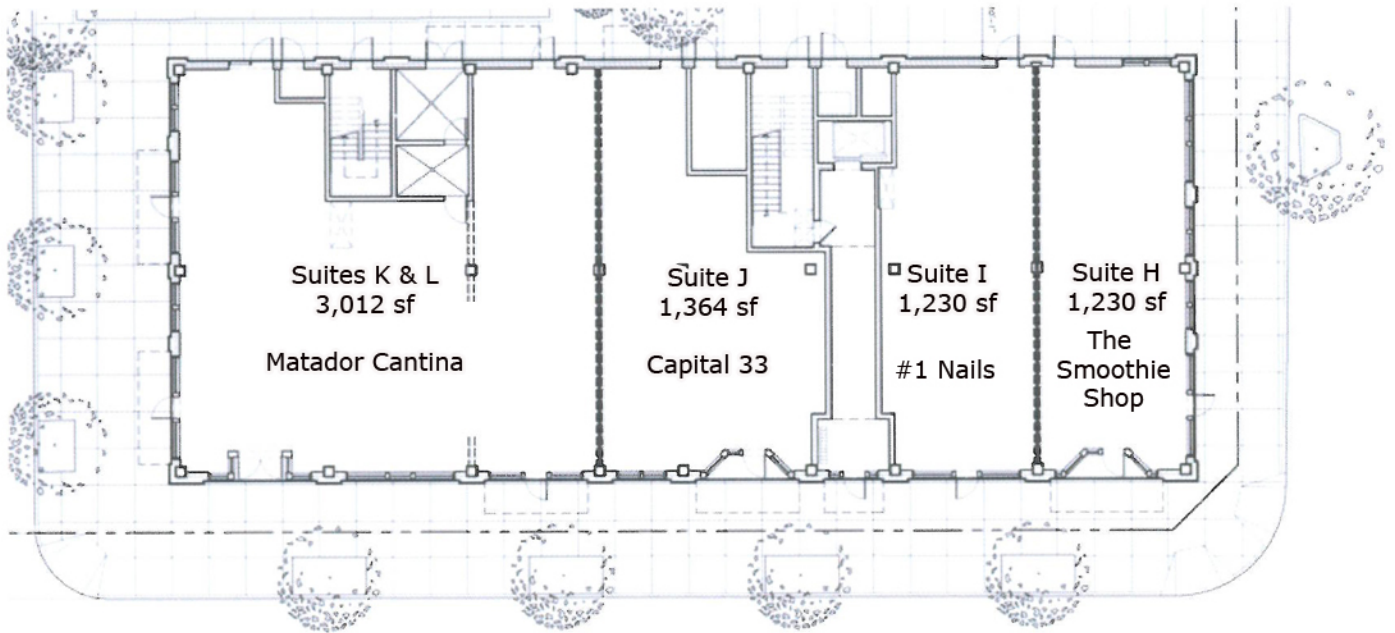 Suites K & L
3,012 sf
Matador Cantina
Suite J
1,364 sf
Capital 33
Suite I
1,230 sf
#1 Nails
Suite H
1,230 sf
The
Smoothie
Shop